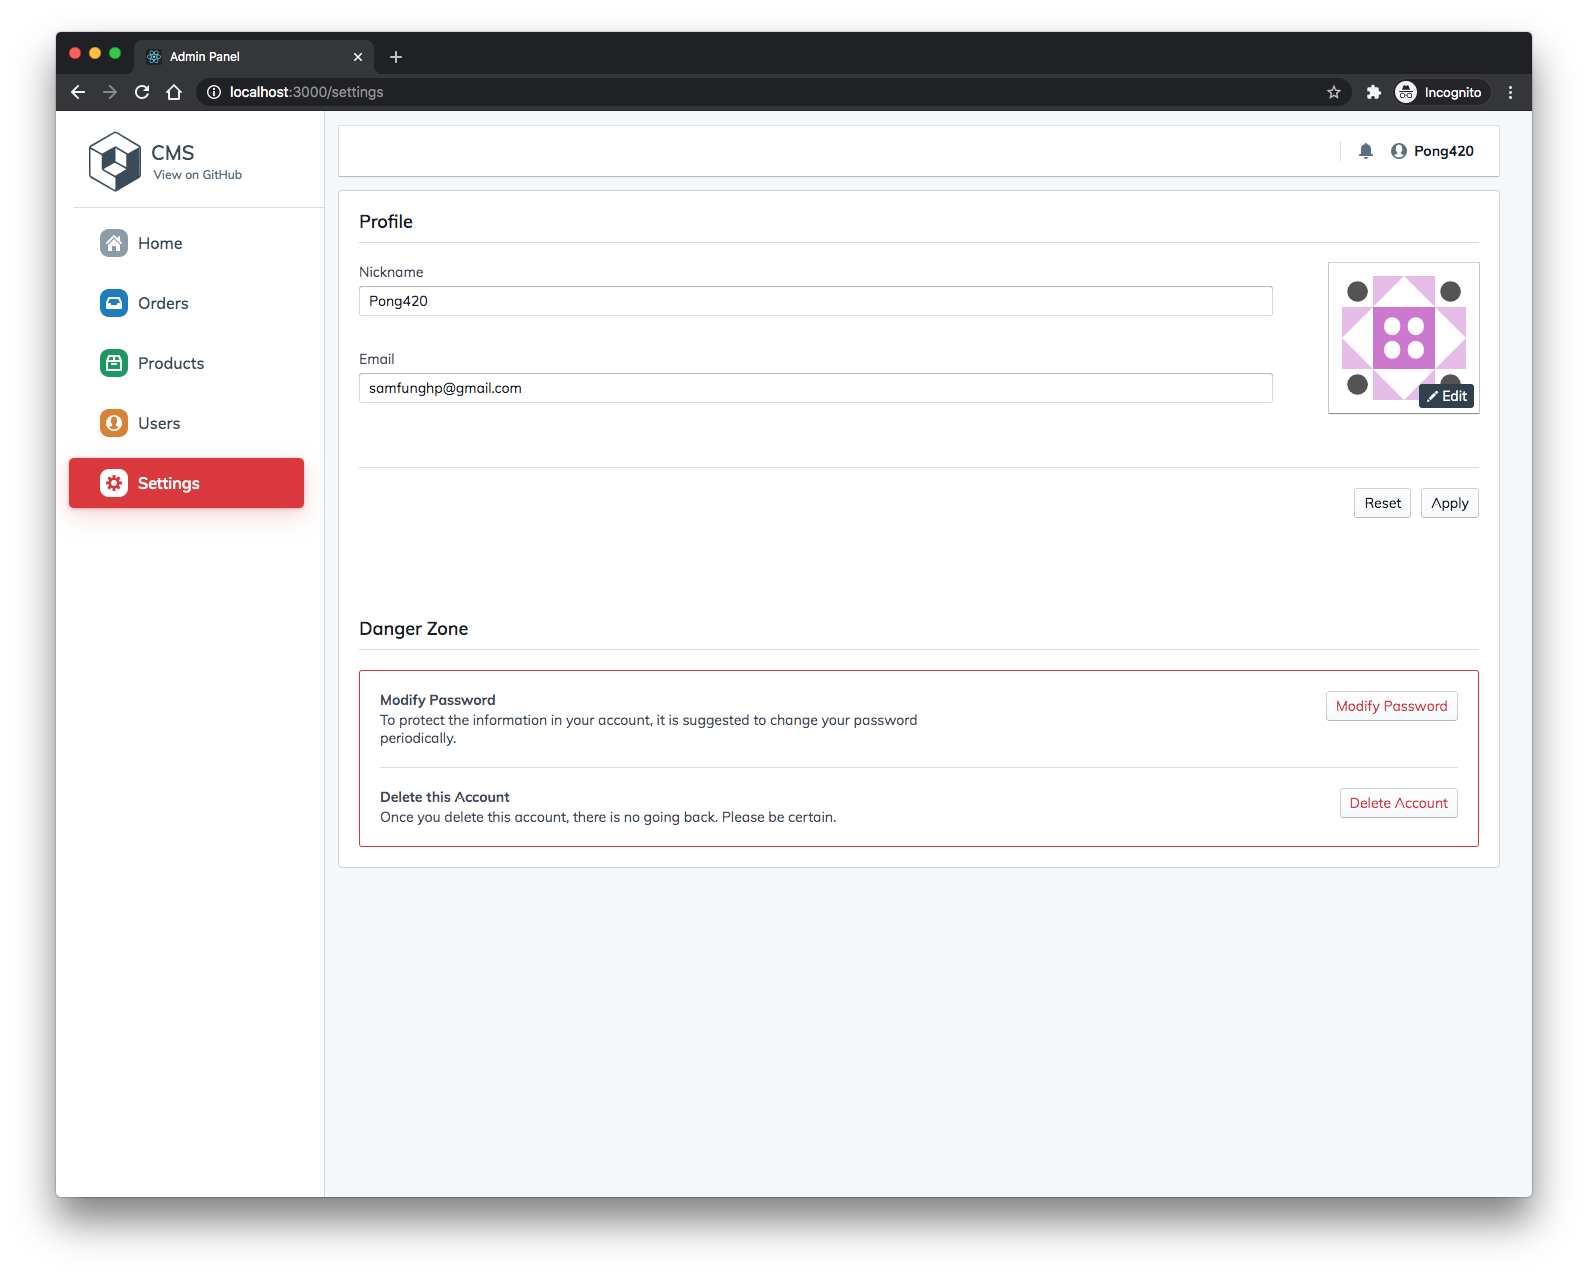 Admin Panel
localhost:3000/settings
Incognito
CMS
View on GitHub
Home
Orders
Products
Users
Settings
Pong420
Profile
Nickname
Pong420
Email
samfunghp@gmail.com
Edit
Reset
Apply
Danger Zone
Modify Password
To protect the information in your account, it is suggested to change your password
periodically.
Modify Password
Delete this Account
Once you delete this account, there is no going back. Please be certain.
Delete Account